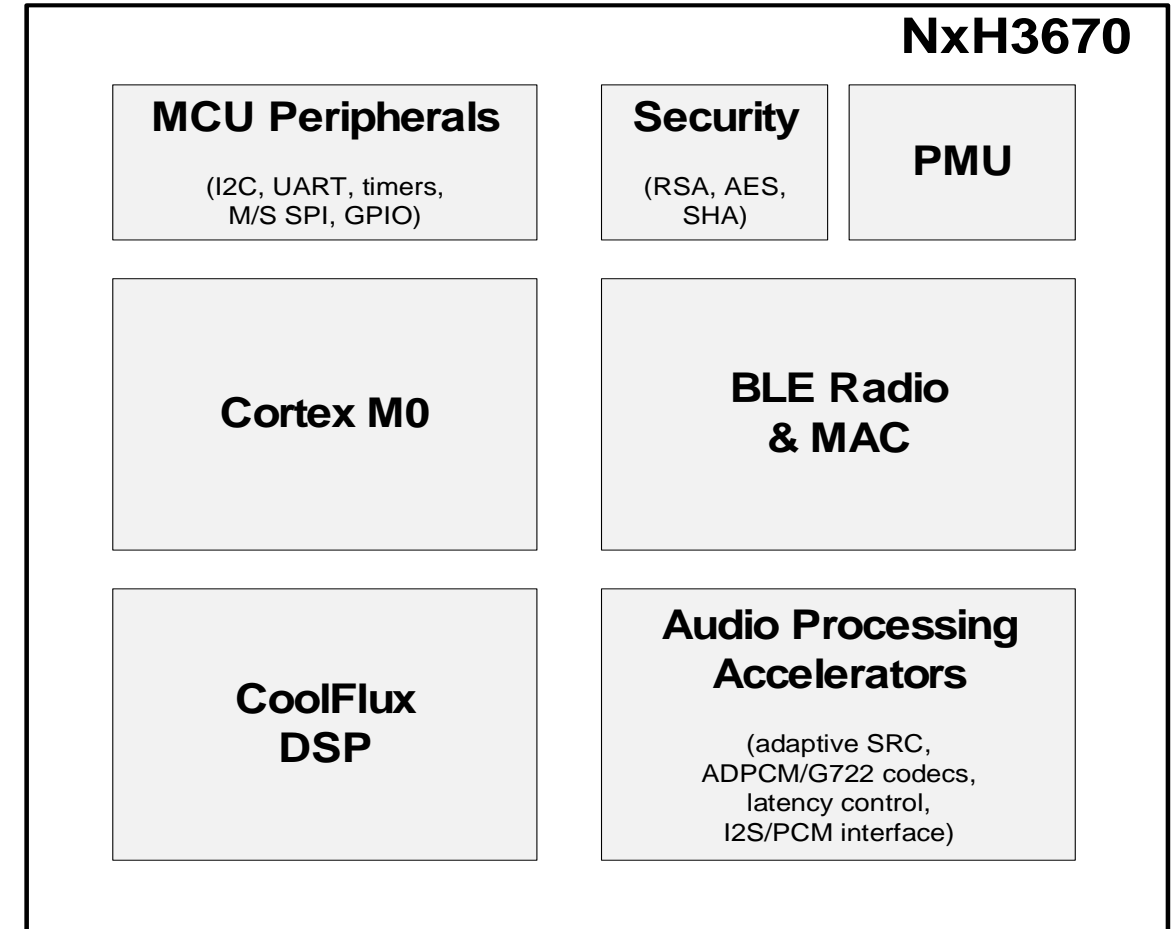 NxH3670
MCU Peripherals
(I2C, UART, timers,
M/S SPI, GPIO)
Security
(RSA, AES,
SHA)
PMU
Cortex M0
BLE Radio
& MAC
CoolFlux
DSP
Audio Processing
Accelerators
(adaptive SRC,
ADPCM/G722 codecs,
latency control,
I2S/PCM interface)